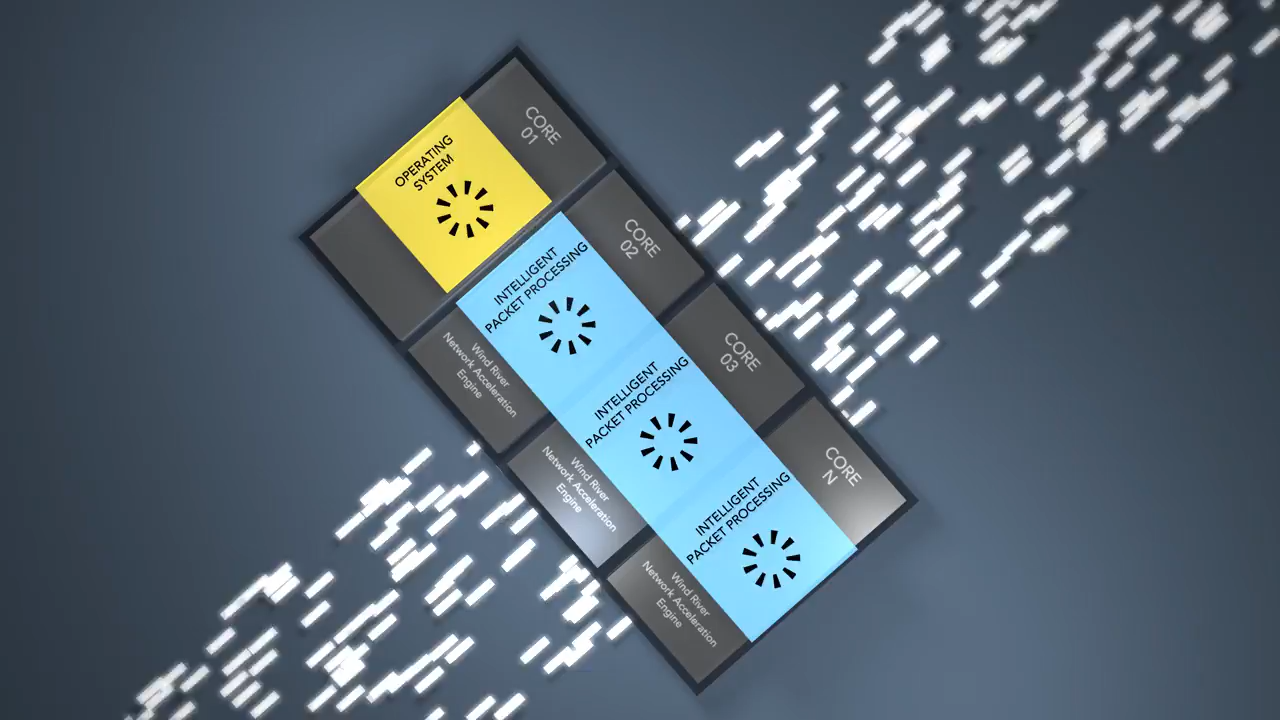 CORE
01
OPERATING
SYSTEM
CORE
02
INTELLIGENT
PACKET PROCESSING
Wind River
Network Acceleration
Engine
CORE
03
INTELLIGENT
PACKET PROCESSING
Wind River
Network Acceleration
Engine
CORE
N
INTELLIGENT
PACKET PROCESSING
Wind River
Network Acceleration
Engine